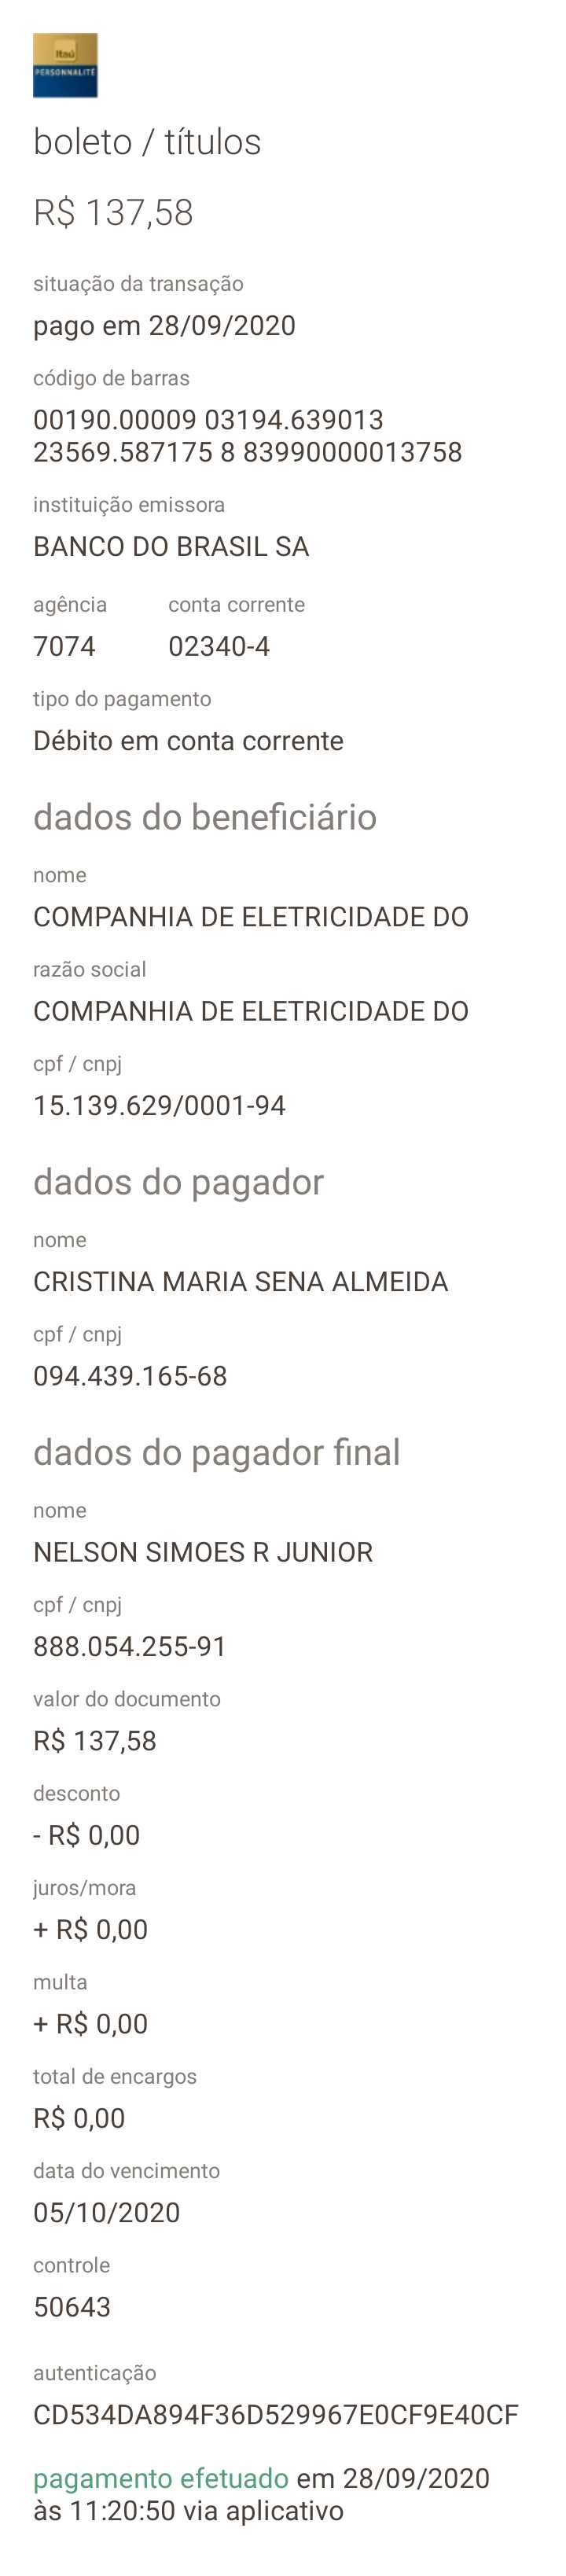 Itaú
PERSONNALITÉ
boleto / títulos
R$ 137,58
situação da transação
pago em 28/09/2020
código de barras
00190.00009 03194.639013
23569.587175 8 83990000013758
instituição emissora
BANCO DO BRASIL SA
agência conta corrente
7074 02340-4
tipo do pagamento
Débito em conta corrente
dados do beneficiário
nome
COMPANHIA DE ELETRICIDADE DO
razão social
COMPANHIA DE ELETRICIDADE DO
cpf / cnpj
15.139.629/0001-94
dados do pagador
nome
CRISTINA MARIA SENA ALMEIDA
cpf / cnpj
094.439.165-68
dados do pagador final
nome
NELSON SIMOES R JUNIOR
cpf / cnpj
888.054.255-91
valor do documento
R$ 137,58
desconto
- R$ 0,00
juros/mora
+ R$ 0,00
multa
+ R$ 0,00
total de encargos
R$ 0,00
data do vencimento
05/10/2020
controle
50643
autenticação
CD534DA894F36D529967E0CF9E40CF
pagamento efetuado em 28/09/2020
às 11:20:50 via aplicativo